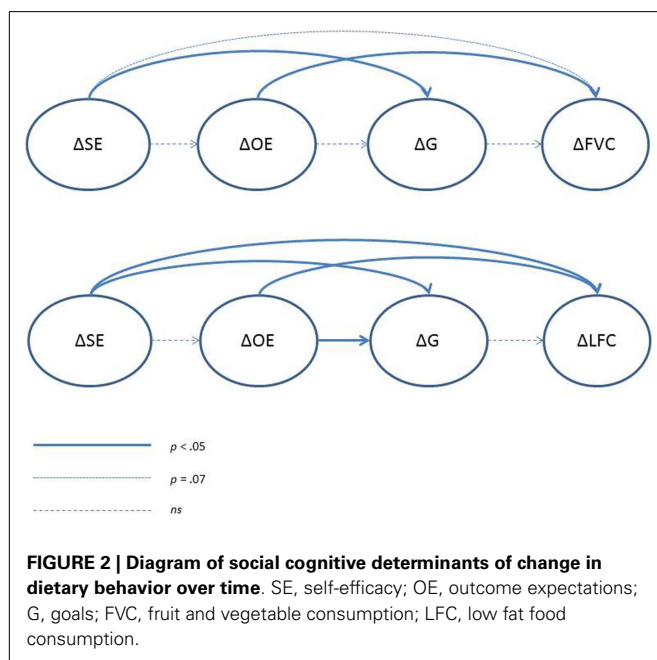 ΔSE ΔOE ΔG ΔFVC
ΔSE ΔOE ΔG ΔLFC
p < .05
p = .07
ns
FIGURE 2 | Diagram of social cognitive determinants of change in
dietary behavior over time. SE, self-efficacy; OE, outcome expectations;
G, goals; FVC, fruit and vegetable consumption; LFC, low fat food
consumption.